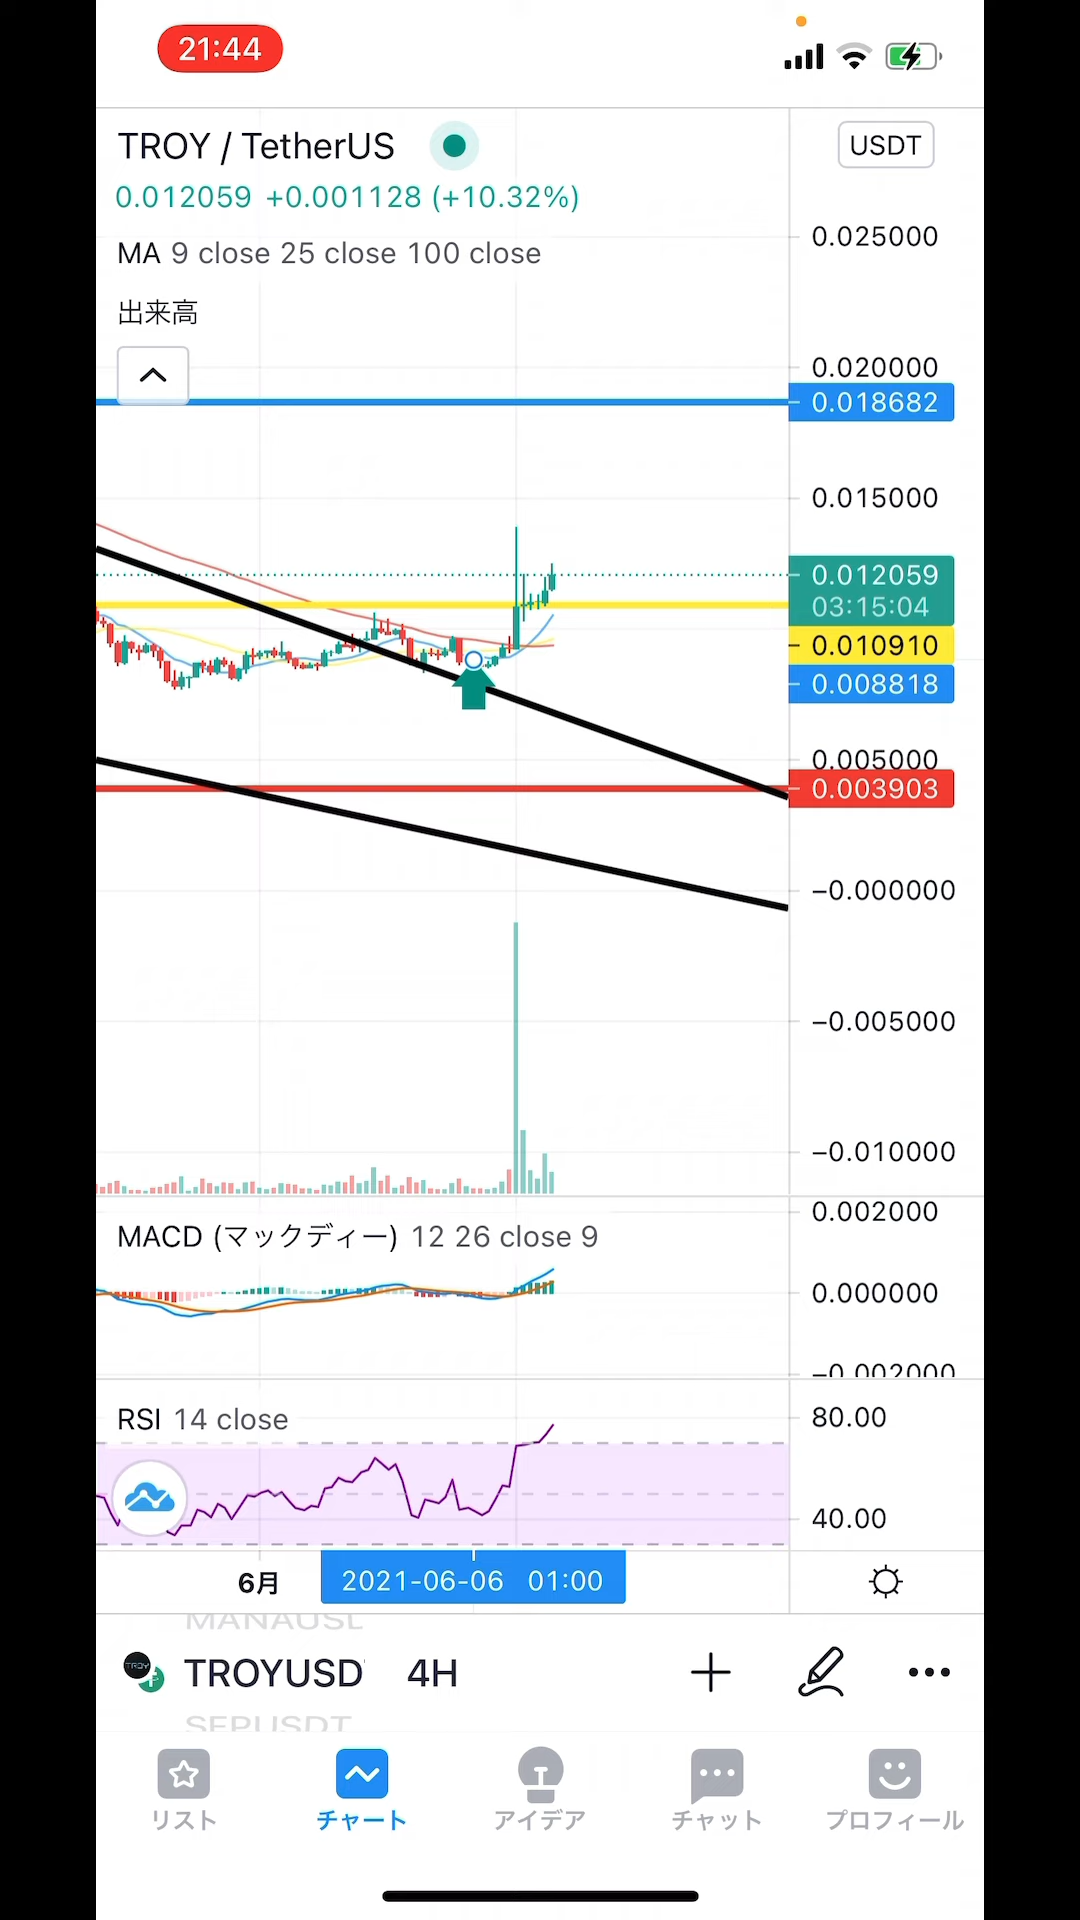 21:44
TROY / TetherUS
USDT
0.012059 +0.001128 (+10.32%)
MA 9 close 25 close 100 close
出来高
0.025000
0.020000
0.018682
0.015000
0.012059
03:15:04
0.010910
0.008818
0.005000
0.003903
−0.000000
−0.005000
−0.010000
0.002000
MACD (マックディー) 12 26 close 9
0.000000
−0.002000
RSI 14 close
80.00
40.00
6月
2021-06-06 01:00
MANAUSD
TROYUSD
4H
SFPUSDT
リスト
チャート
アイデア
チャット
プロフィール